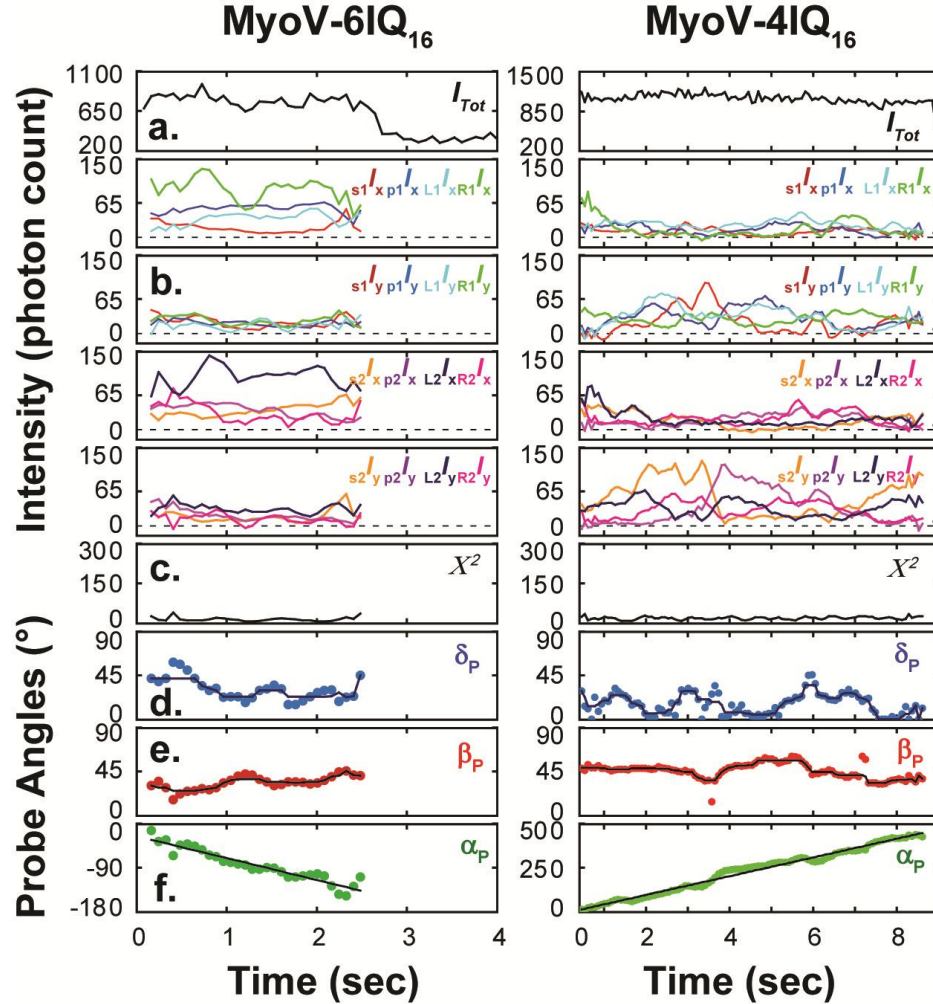 MyoV-6IQ16 MyoV-4IQ16
Intensity (photon count)
Probe Angles (°)
1100
650
200
a.
ITot
1500
850
200
ITot
150
65
0
s1Ix p1Ix L1Ix R1Ix
150
65
0
s1Ix p1Ix L1Ix R1Ix
150
65
0
b.
s1Iy p1Iy L1Iy R1Iy
150
65
0
s1Iy p1Iy L1Iy R1Iy
150
65
0
s2Ix p2Ix L2Ix R2Ix
150
65
0
s2Ix p2Ix L2Ix R2Ix
150
65
0
s2Iy p2Iy L2Iy R2Iy
150
65
0
s2Iy p2Iy L2Iy R2Iy
300
150
0
c.
X²
300
150
0
X²
90
45
0
d.
δP
90
45
0
δP
90
45
0
e.
βP
90
45
0
βP
0
-90
-180
f.
αP
500
250
0
αP
0 1 2 3 4
0 2 4 6 8
Time (sec) Time (sec)